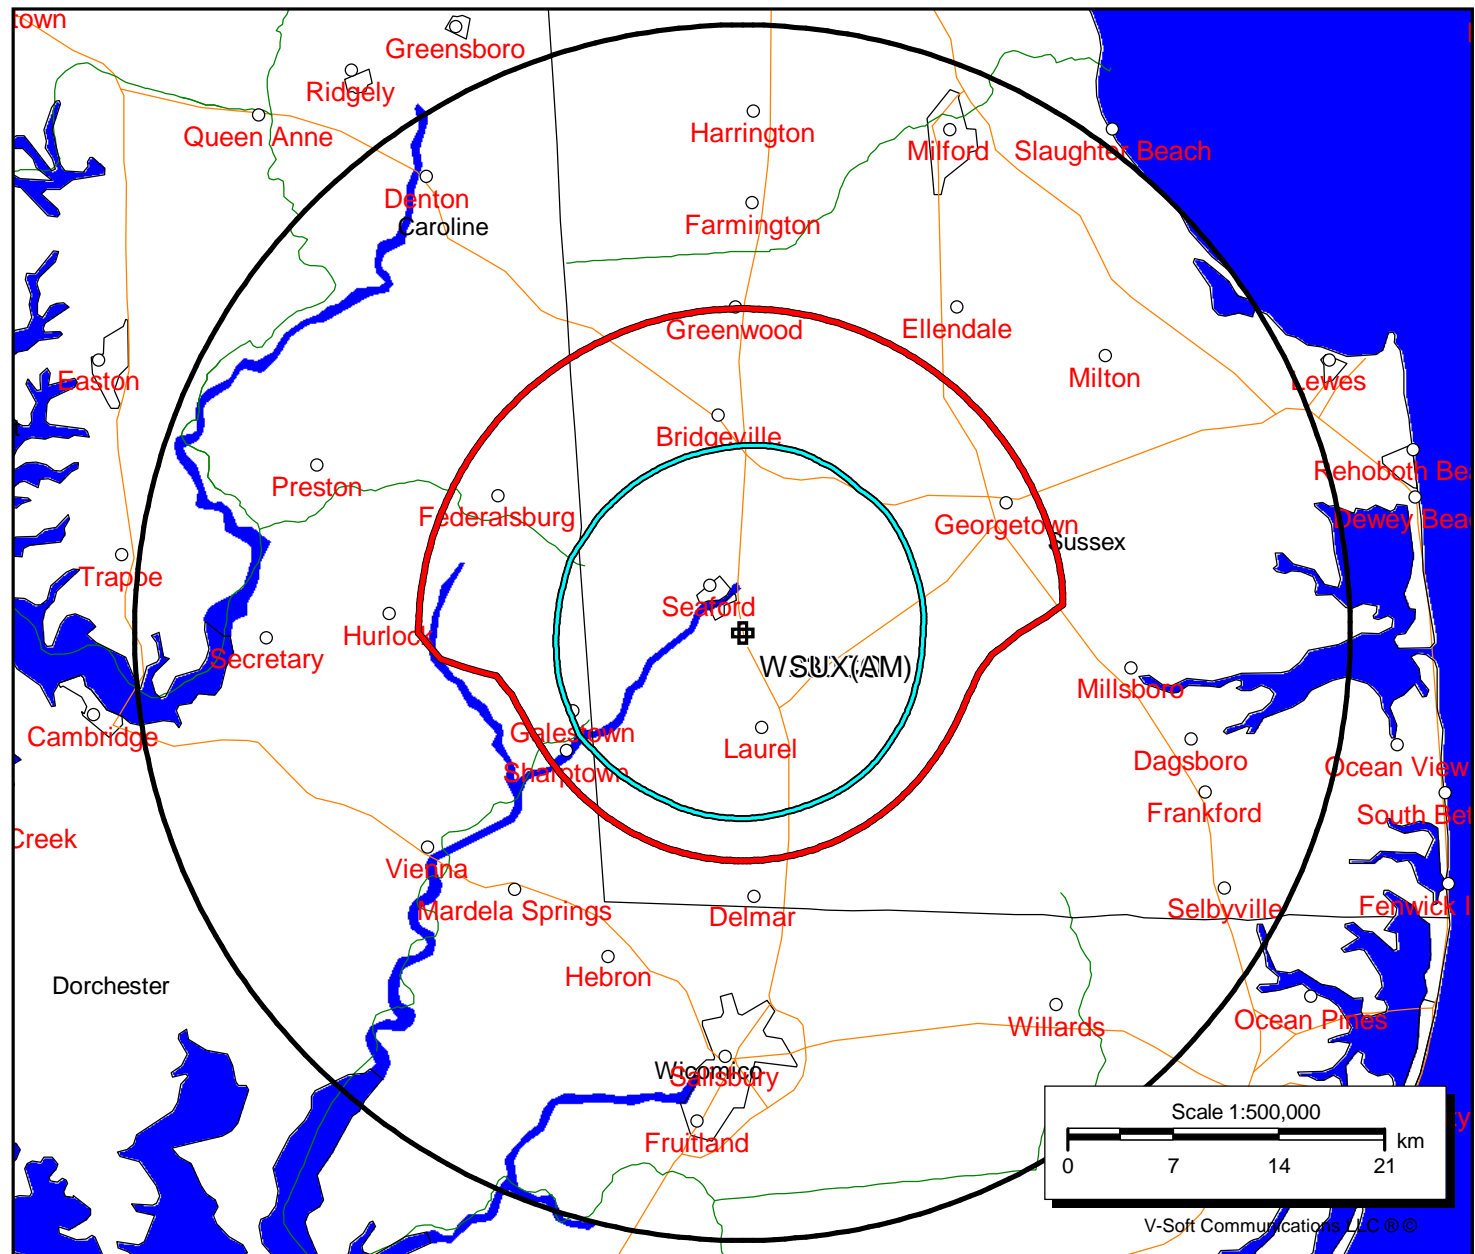 town
Greensboro
Ridgely
Queen Anne
Harrington
Milford
Slaughter Beach
Denton
Caroline
Farmington
Greenwood
Ellendale
Milton
Lewes
Easton
Bridgeville
Rehoboth Bea
Preston
Federalsburg
Georgetown
Dewey Beac
Sussex
Trappe
Seaford
Hurlock
Secretary
WSUX(AM)
Millsboro
Cambridge
Galestown
Laurel
Dagsboro
Ocean View
Sharptown
Frankford
South Bet
Creek
Vienna
Mardela Springs
Delmar
Selbyville
Fenwick I
Hebron
Dorchester
Willards
Ocean Pines
Wicomico
Salisbury
Fruitland
Scale 1:500,000
km
0 7 14 21
V-Soft Communications LLC ® ©